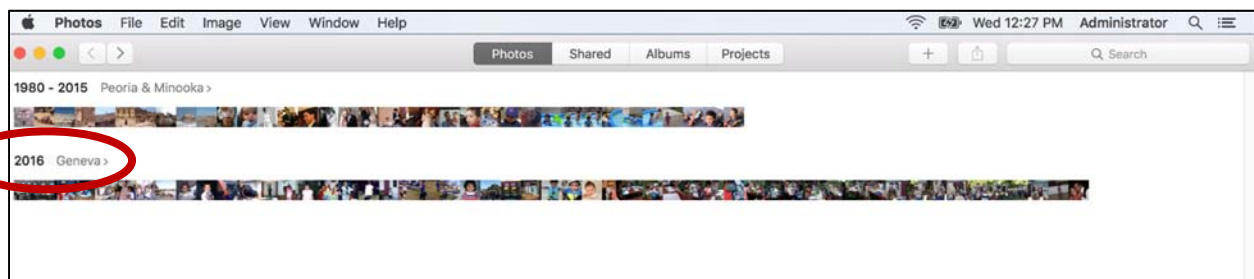 Photos File Edit Image View Window Help Wed 12:27 PM Administrator
Photos Shared Albums Projects Search
1980 - 2015 Peoria & Minooka >
2016 Geneva >